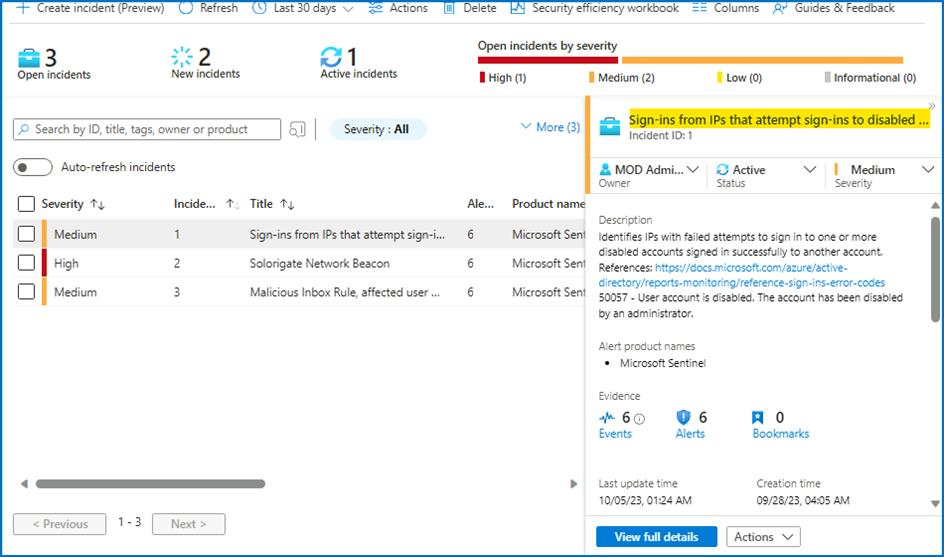 Create incident (Preview) Refresh Last 30 days Actions Delete Security efficiency workbook Columns Guides & Feedback
3
Open incidents
2
New incidents
1
Active incidents
Open incidents by severity
High (1) Medium (2) Low (0) Informational (0)
Search by ID, title, tags, owner or product
Severity : All
More (3)
Auto-refresh incidents
Severity Incide... Title Ale... Product name
Medium 1 Sign-ins from IPs that attempt sign-i... 6 Microsoft Sent
High 2 Solorigate Network Beacon 6 Microsoft Sent
Medium 3 Malicious Inbox Rule, affected user ... 6 Microsoft Sent
< Previous 1 - 3 Next >
Sign-ins from IPs that attempt sign-ins to disabled ...
Incident ID: 1
MOD Admi... Active Medium
Owner Status Severity
Description
Identifies IPs with failed attempts to sign in to one or more
disabled accounts signed in successfully to another account.
References: https://docs.microsoft.com/azure/active-
directory/reports-monitoring/reference-sign-ins-error-codes
50057 - User account is disabled. The account has been disabled
by an administrator.
Alert product names
• Microsoft Sentinel
Evidence
6 6 0
Events Alerts Bookmarks
Last update time Creation time
10/05/23, 01:24 AM 09/28/23, 04:05 AM
View full details Actions